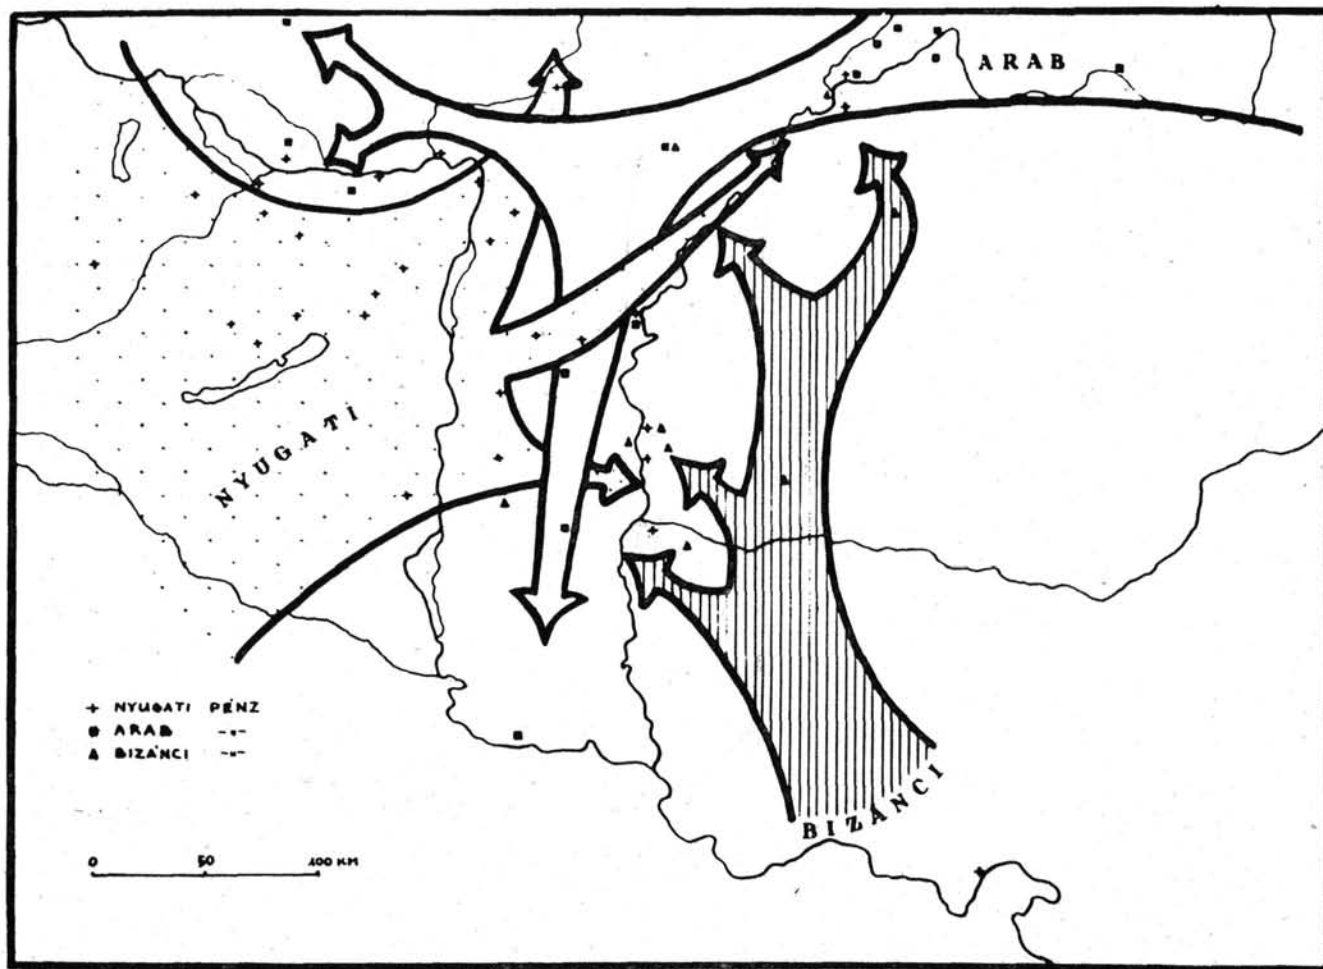 ARAB
NYUGATI
+ NYUGATI PÉNZ
■ ARAB -"-
▲ BIZÁNCI -"-
0 50 100 KM
BIZÁNCI